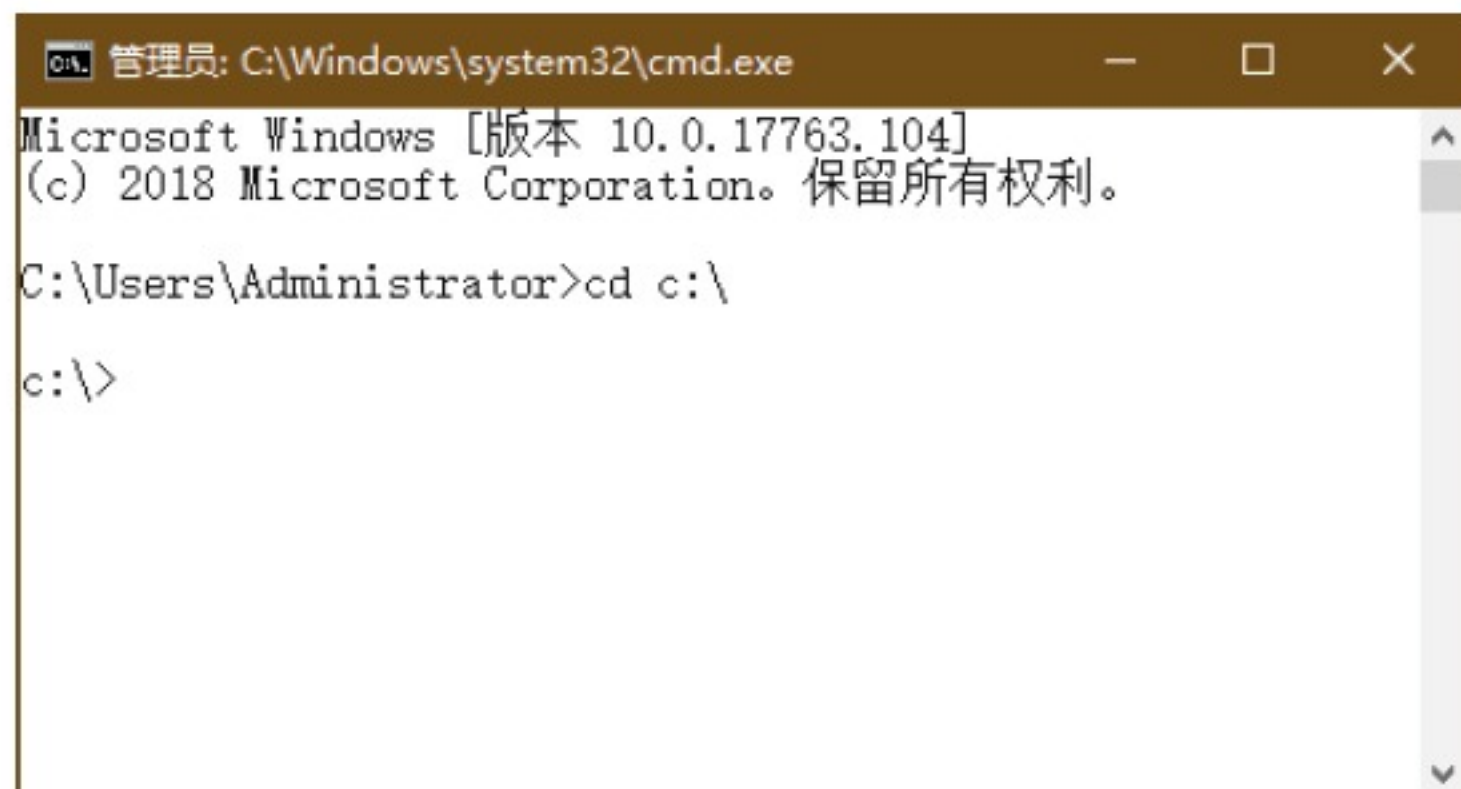 管理员: C:\Windows\system32\cmd.exe
Microsoft Windows [版本 10.0.17763.104]
(c) 2018 Microsoft Corporation。保留所有权利。
C:\Users\Administrator>cd c:\
c:\>